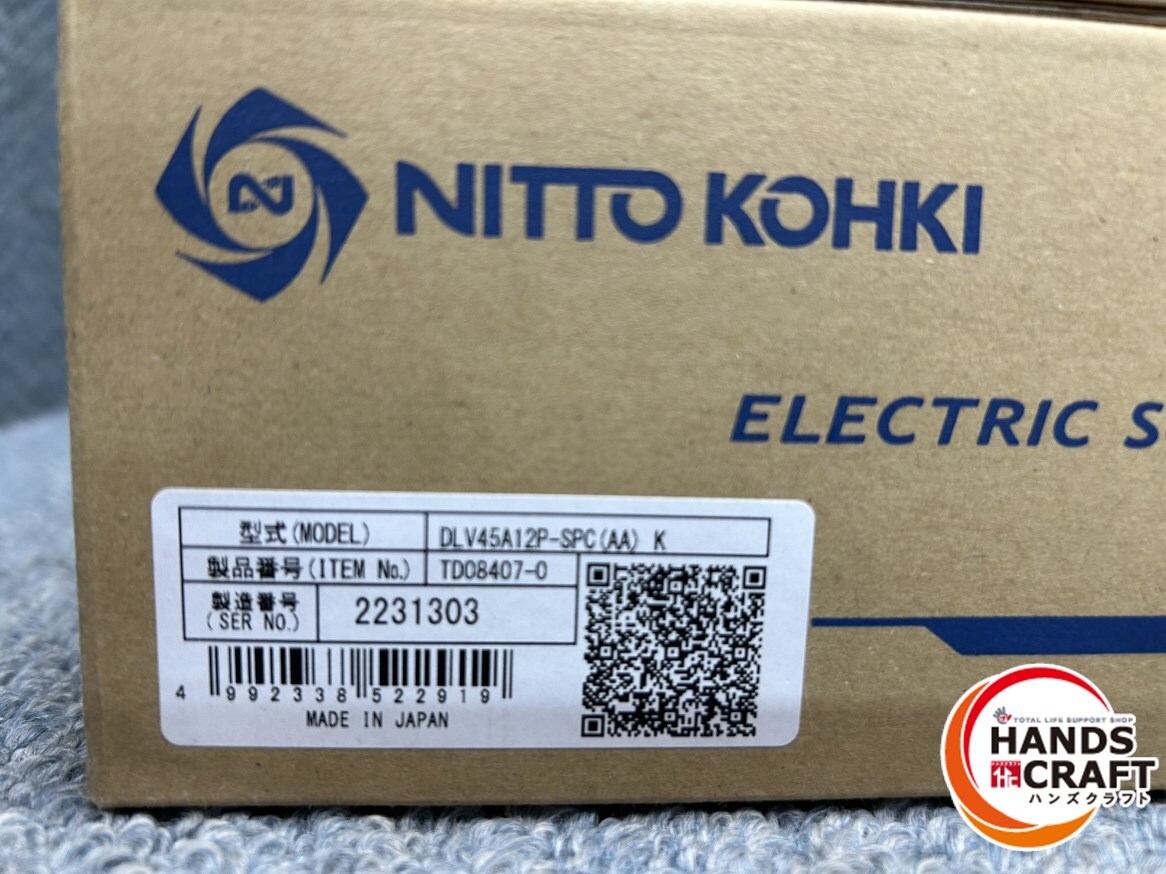 NITTO KOHKI
ELECTRIC S
型式(MODEL) DLV45A12P-SPC(AA) K
製品番号(ITEM No.) TD08407-0
製造番号
(SER NO.) 2231303
4 992338 522919
MADE IN JAPAN
TOTAL LIFE SUPPORT SHOP
HANDS
CRAFT
ハンズクラフト